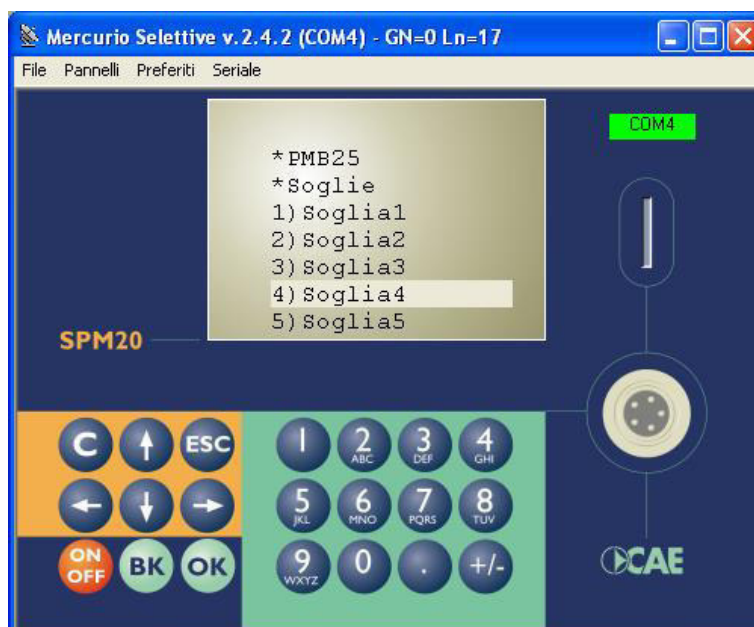 Mercurio Selettive v.2.4.2 (COM4) - GN=0 Ln=17
File Pannelli Preferiti Seriale
COM4
*PMB25
*Soglie
1)Soglia1
2)Soglia2
3)Soglia3
4)Soglia4
5)Soglia5
SPM20
C ESC
1 2 ABC 3 DEF 4 GHI
5 JKL 6 MNO 7 PQRS 8 TUV
ON OFF BK OK
9 WXYZ 0 . +/-
CAE